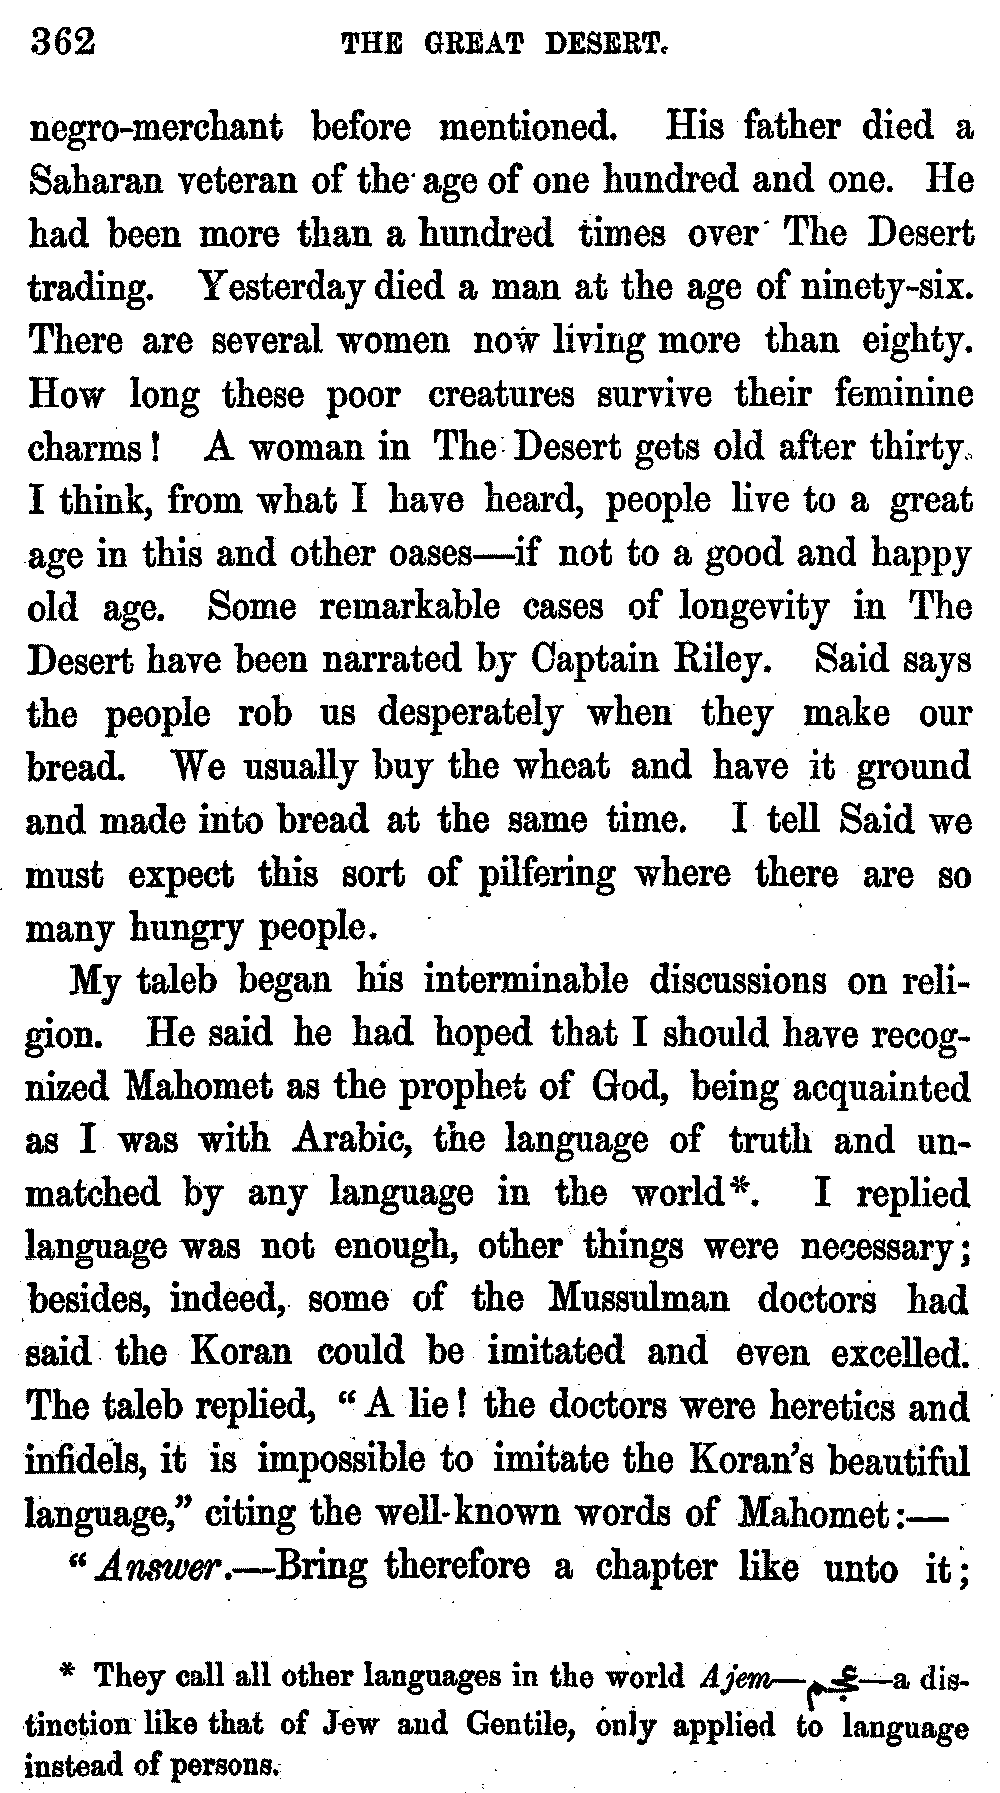 362 THE GREAT DESERT.
negro-merchant before mentioned. His father died a
Saharan veteran of the age of one hundred and one. He
had been more than a hundred times over The Desert
trading. Yesterday died a man at the age of ninety-six.
There are several women now living more than eighty.
How long these poor creatures survive their feminine
charms! A woman in The Desert gets old after thirty.
I think, from what I have heard, people live to a great
age in this and other oases—if not to a good and happy
old age. Some remarkable cases of longevity in The
Desert have been narrated by Captain Riley. Said says
the people rob us desperately when they make our
bread. We usually buy the wheat and have it ground
and made into bread at the same time. I tell Said we
must expect this sort of pilfering where there are so
many hungry people.
My taleb began his interminable discussions on reli-
gion. He said he had hoped that I should have recog-
nized Mahomet as the prophet of God, being acquainted
as I was with Arabic, the language of truth and un-
matched by any language in the world*. I replied
language was not enough, other things were necessary;
besides, indeed, some of the Mussulman doctors had
said the Koran could be imitated and even excelled.
The taleb replied, “A lie! the doctors were heretics and
infidels, it is impossible to imitate the Koran’s beautiful
language,” citing the well-known words of Mahomet:—
“Answer.—Bring therefore a chapter like unto it;
* They call all other languages in the world Ajem—عجم—a dis-
tinction like that of Jew and Gentile, only applied to language
instead of persons.